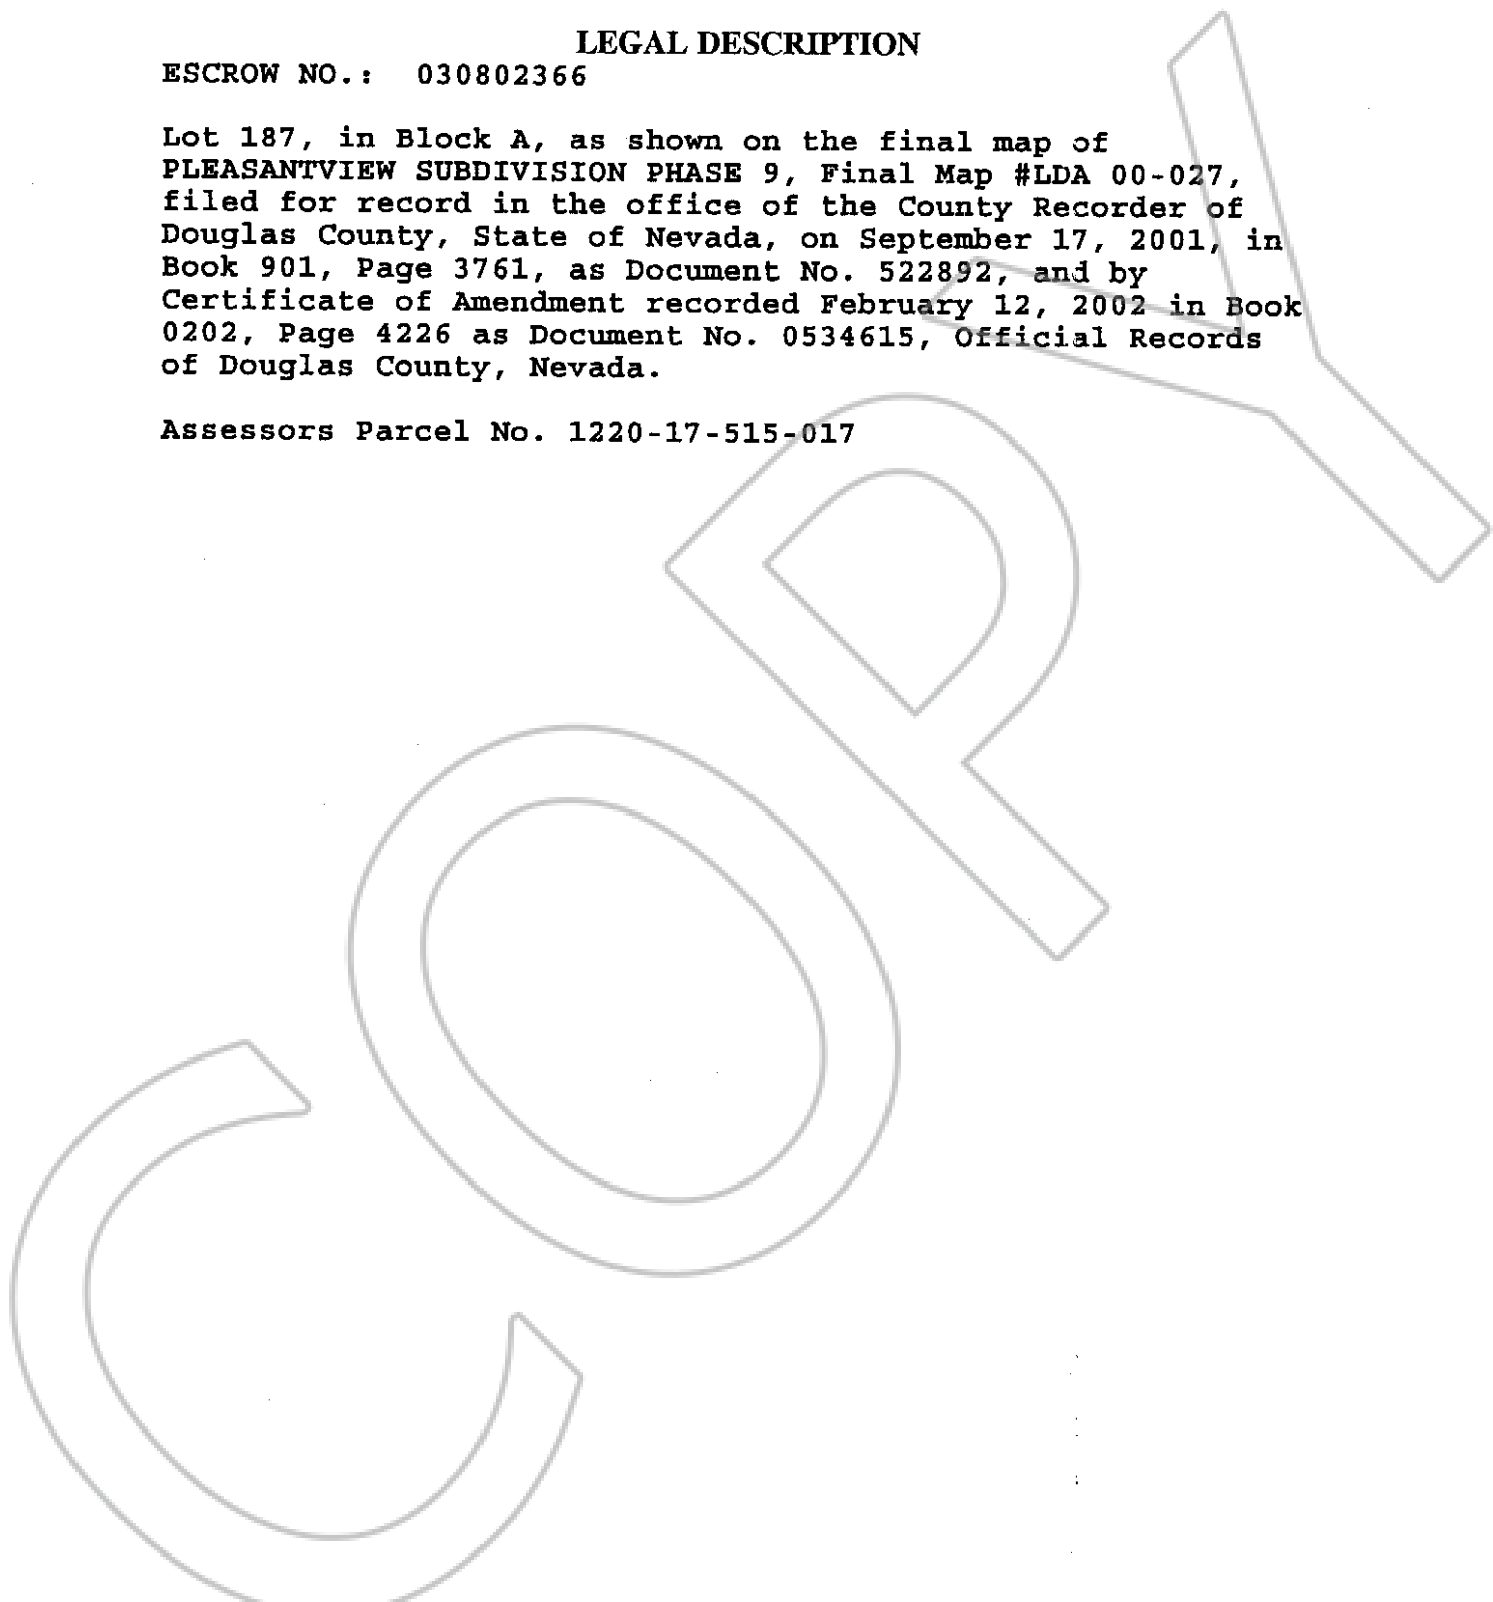 LEGAL DESCRIPTION
ESCROW NO.: 030802366
Lot 187, in Block A, as shown on the final map of
PLEASANTVIEW SUBDIVISION PHASE 9, Final Map #LDA 00-027,
filed for record in the office of the County Recorder of
Douglas County, State of Nevada, on September 17, 2001, in
Book 901, Page 3761, as Document No. 522892, and by
Certificate of Amendment recorded February 12, 2002 in Book
0202, Page 4226 as Document No. 0534615, Official Records
of Douglas County, Nevada.
Assessors Parcel No. 1220-17-515-017
COPY